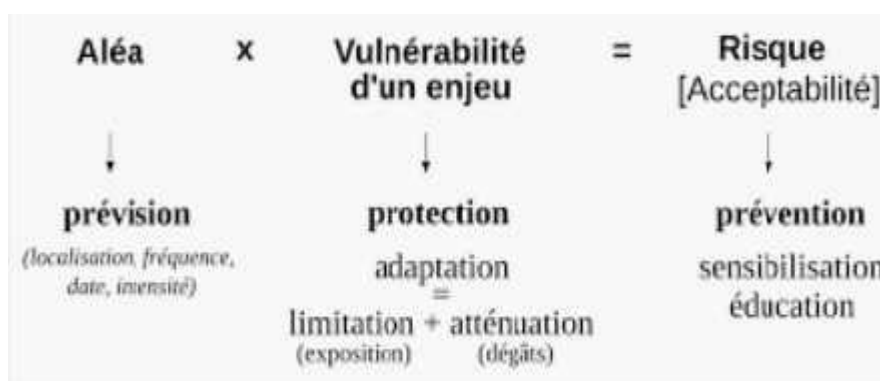 Aléa x Vulnérabilité d'un enjeu = Risque [Acceptabilité]
prévision
(localisation, fréquence,
date, inensité)
protection
adaptation
=
limitation + atténuation
(exposition) (dégâts)
prévention
sensibilisation
éducation